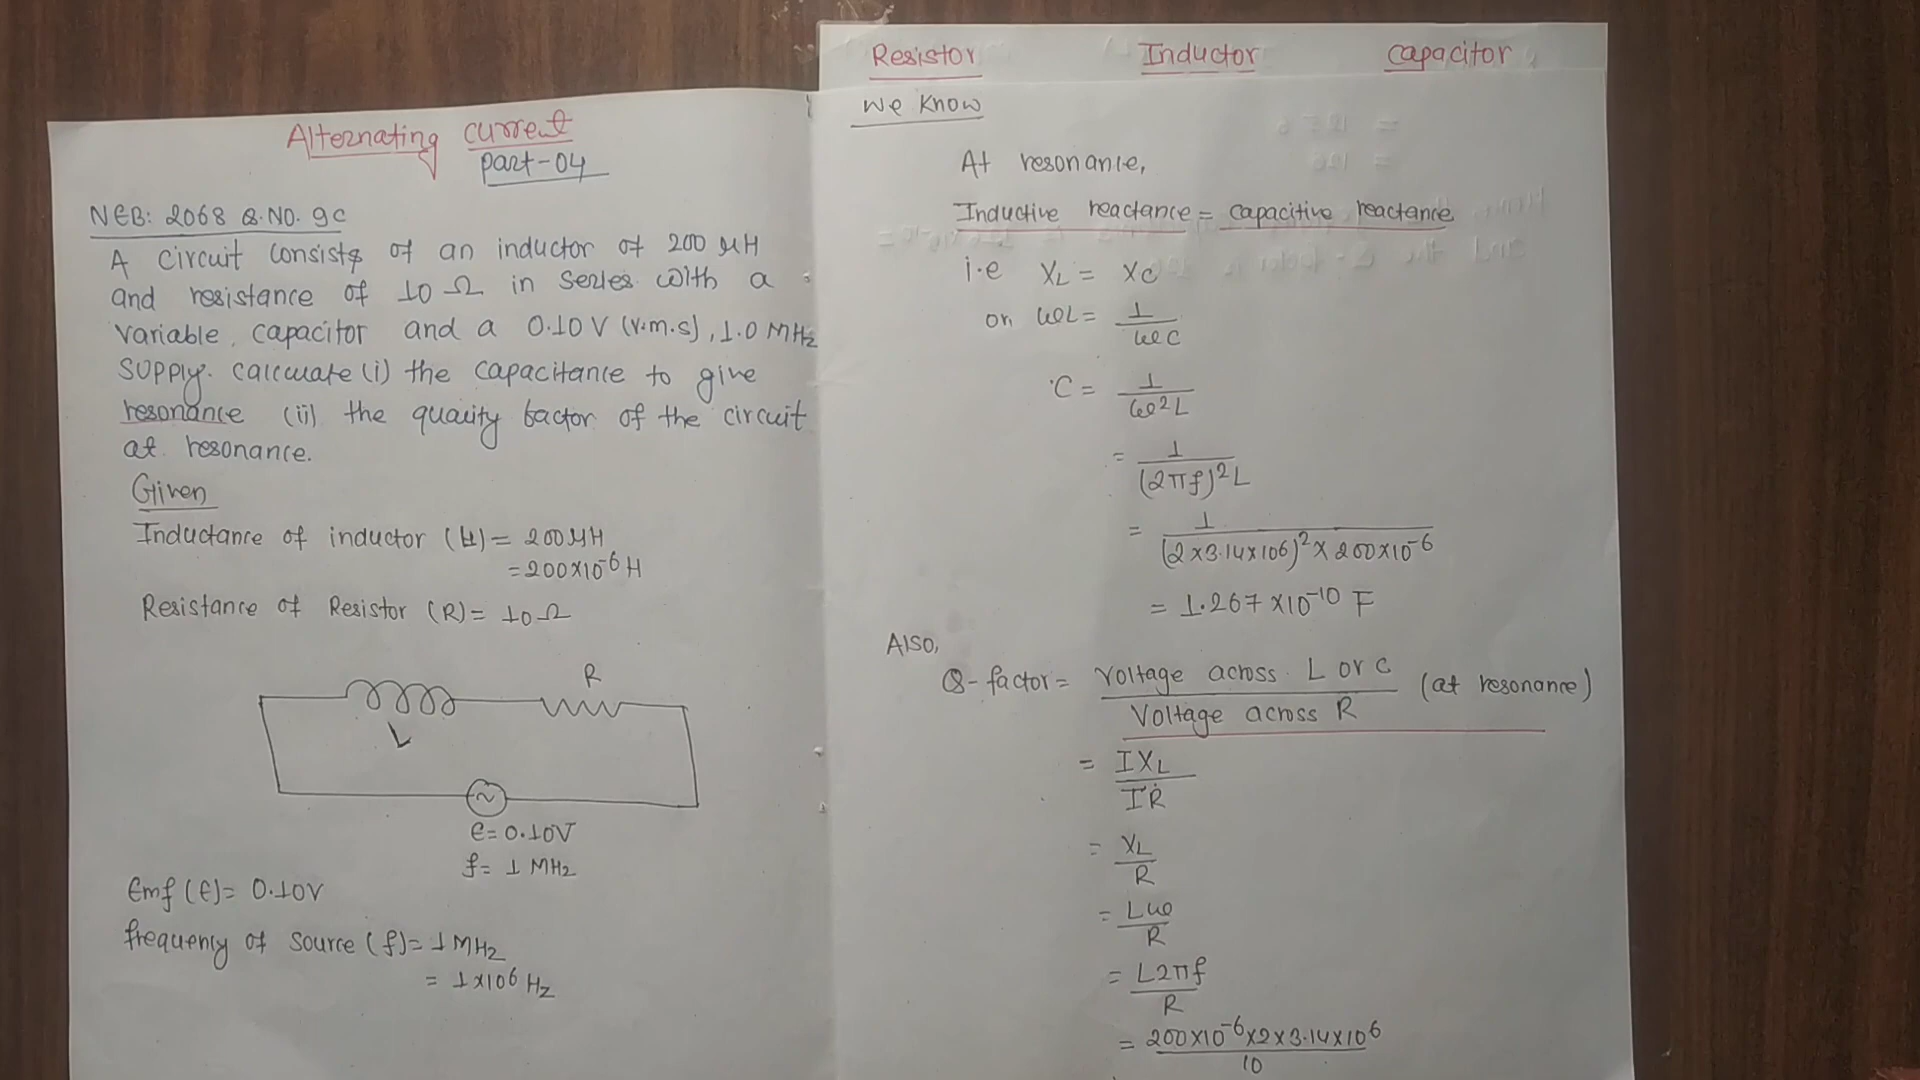 Alternating current
part-04
NEB: 2068 Q.NO. 9c
A circuit consists of an inductor of 200 μH
and resistance of 10 Ω in series with a
variable capacitor and a 0.10 V (r.m.s), 1.0 MHz
supply. calculate (i) the capacitance to give
resonance (ii) the quality factor of the circuit
at resonance.
Given
Inductance of inductor (L) = 200 μH
= 200×10⁻⁶ H
Resistance of Resistor (R) = 10 Ω
R
L
E = 0.10V
f = 1 MHz
Emf (E) = 0.10V
frequency of source (f) = 1 MHz
= 1×10⁶ Hz
Resistor Inductor capacitor
We know
At resonance,
Inductive reactance = capacitive reactance
i.e XL = XC
or ωL = 1/ωC
C = 1/ω²L
= 1/(2πf)²L
= 1/(2×3.14×10⁶)² × 200×10⁻⁶
= 1.267 ×10⁻¹⁰ F
Also,
Q-factor = Voltage across L or C / Voltage across R (at resonance)
= IXL/IR
= XL/R
= Lω/R
= L2πf/R
= 200×10⁻⁶×2×3.14×10⁶/10